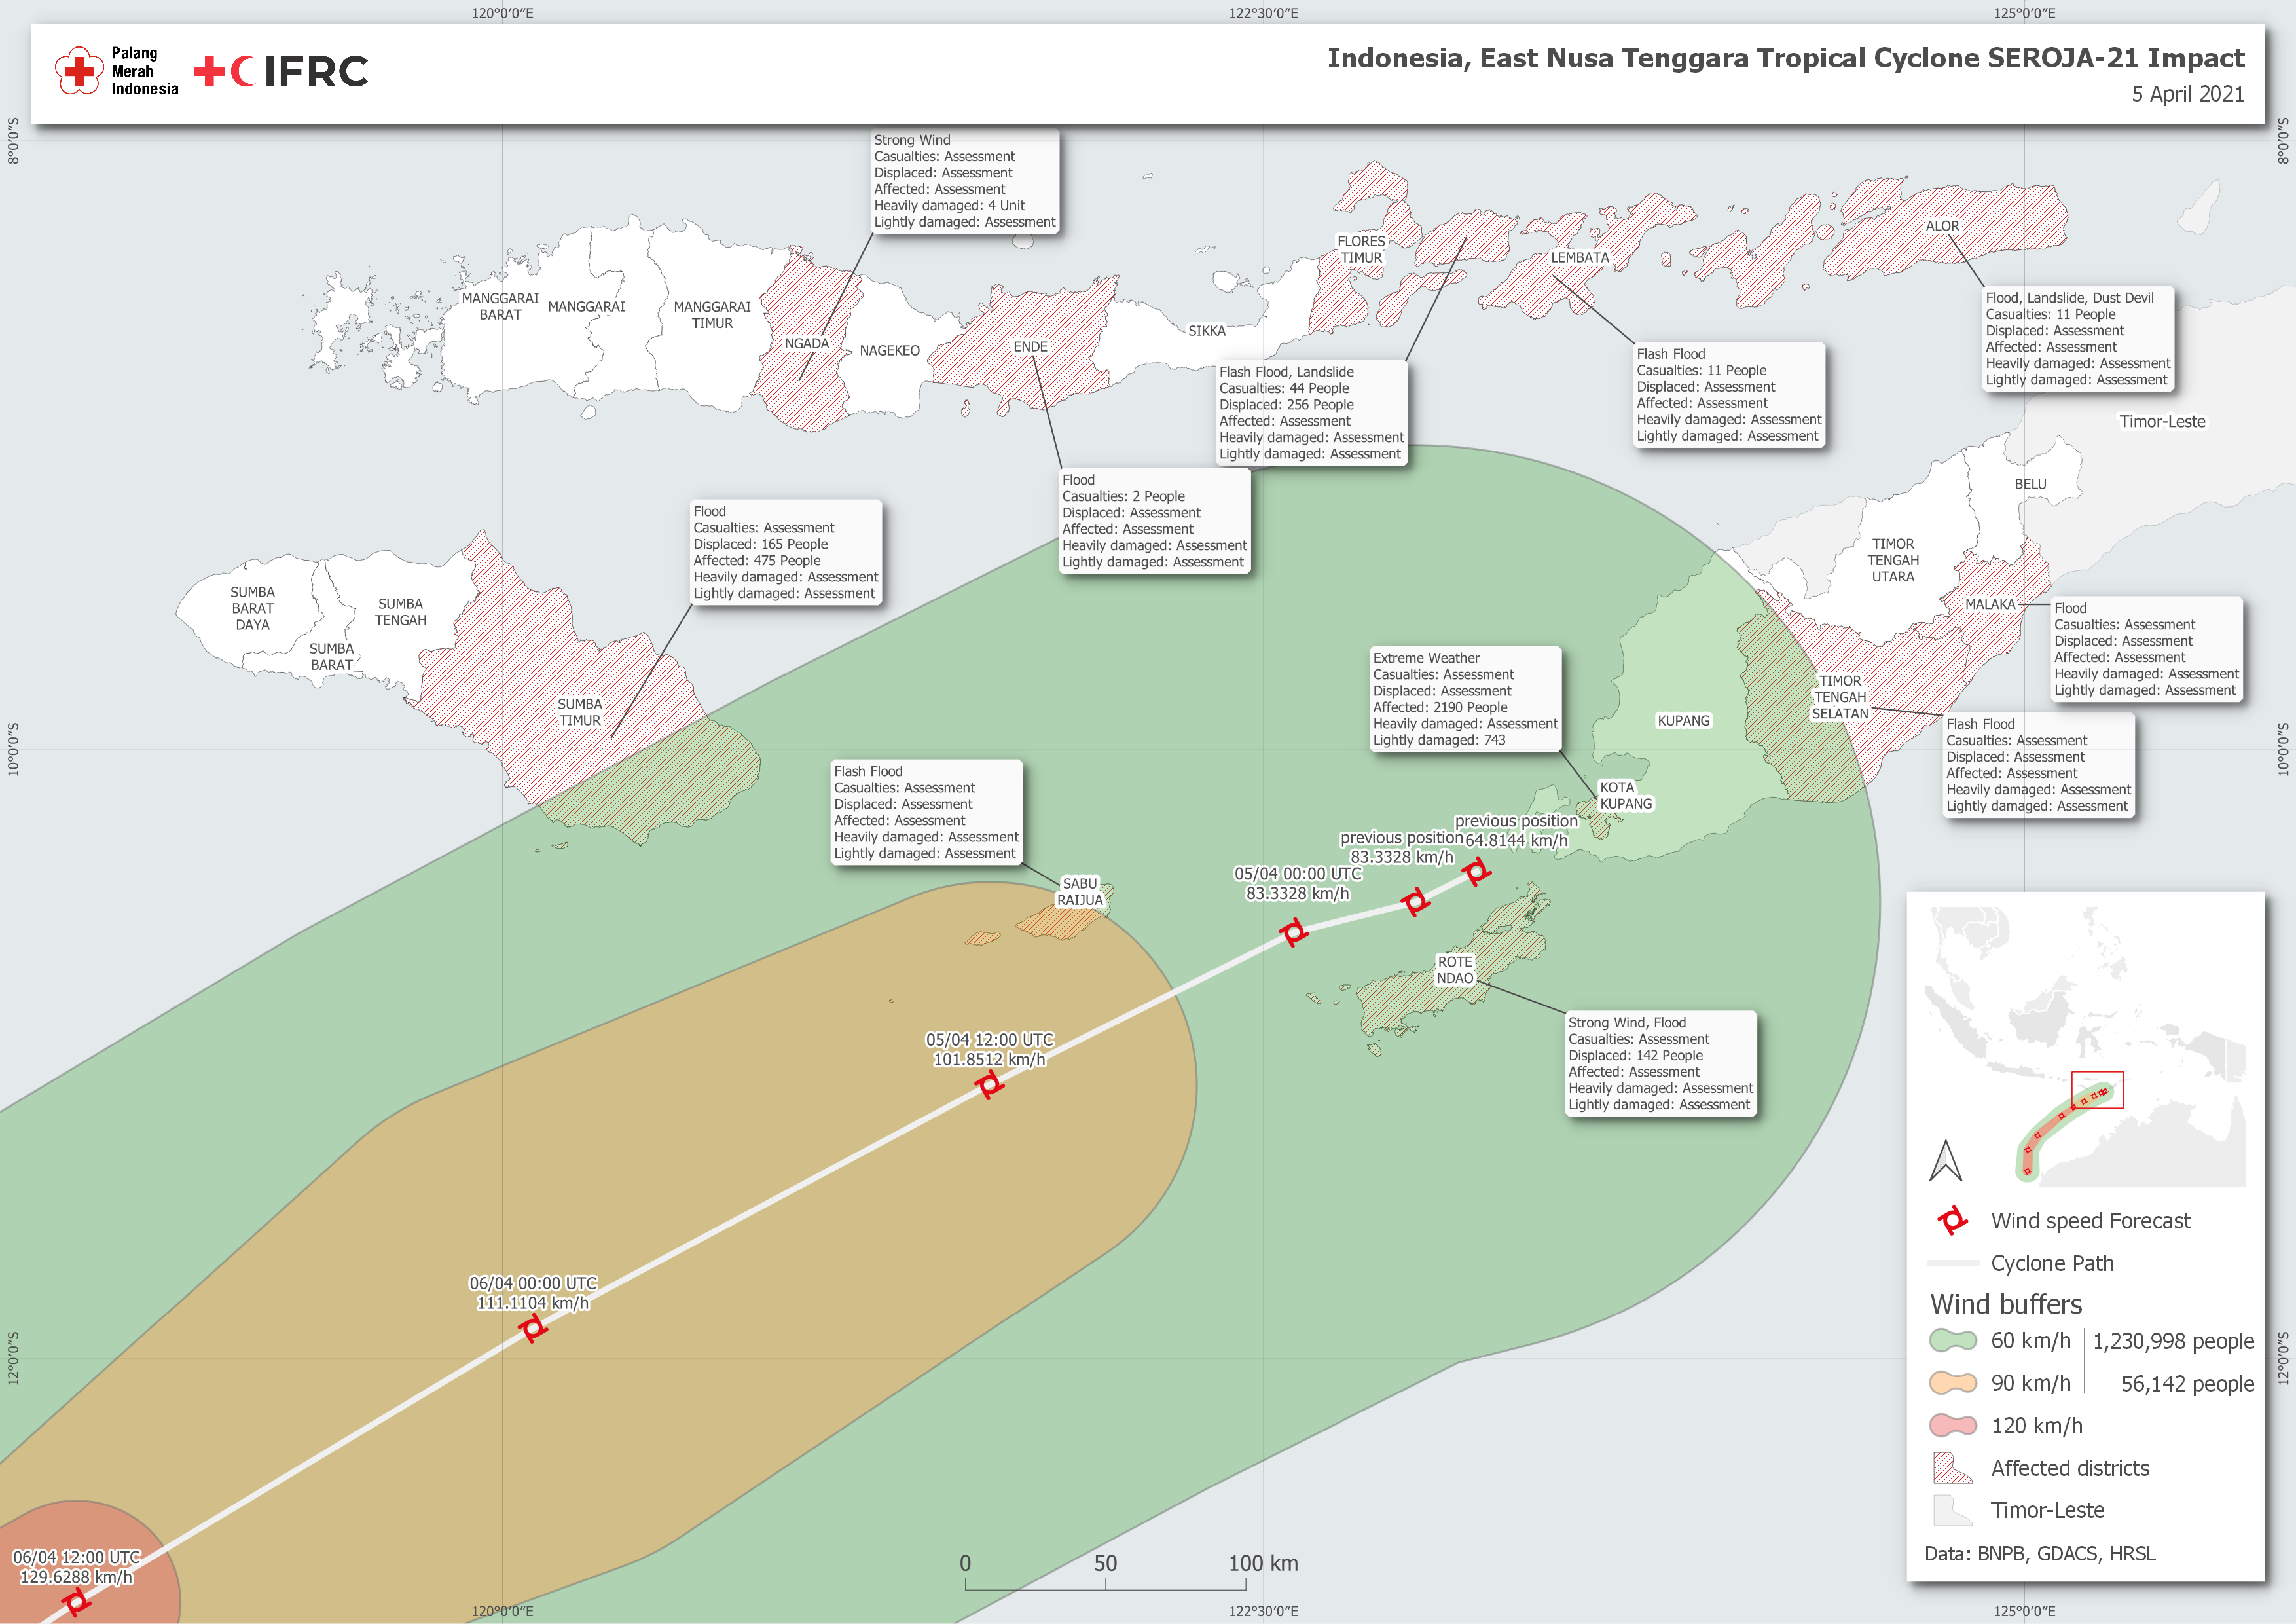 120°0'0"E
122°30'0"E
125°0'0"E
Palang
Merah
Indonesia
IFRC
Indonesia, East Nusa Tenggara Tropical Cyclone SEROJA-21 Impact
5 April 2021
8°0'0"S
8°0'0"S
Strong Wind
Casualties: Assessment
Displaced: Assessment
Affected: Assessment
Heavily damaged: 4 Unit
Lightly damaged: Assessment
MANGGARAI
BARAT
MANGGARAI
MANGGARAI
TIMUR
NGADA
NAGEKEO
ENDE
SIKKA
FLORES
TIMUR
LEMBATA
ALOR
Flood, Landslide, Dust Devil
Casualties: 11 People
Displaced: Assessment
Affected: Assessment
Heavily damaged: Assessment
Lightly damaged: Assessment
Flash Flood
Casualties: 11 People
Displaced: Assessment
Affected: Assessment
Heavily damaged: Assessment
Lightly damaged: Assessment
Flash Flood, Landslide
Casualties: 44 People
Displaced: 256 People
Affected: Assessment
Heavily damaged: Assessment
Lightly damaged: Assessment
Timor-Leste
Flood
Casualties: 2 People
Displaced: Assessment
Affected: Assessment
Heavily damaged: Assessment
Lightly damaged: Assessment
Flood
Casualties: Assessment
Displaced: 165 People
Affected: 475 People
Heavily damaged: Assessment
Lightly damaged: Assessment
BELU
TIMOR
TENGAH
UTARA
MALAKA
Flood
Casualties: Assessment
Displaced: Assessment
Affected: Assessment
Heavily damaged: Assessment
Lightly damaged: Assessment
SUMBA
BARAT
DAYA
SUMBA
TENGAH
SUMBA
BARAT
SUMBA
TIMUR
Extreme Weather
Casualties: Assessment
Displaced: Assessment
Affected: 2190 People
Heavily damaged: Assessment
Lightly damaged: 743
KUPANG
TIMOR
TENGAH
SELATAN
Flash Flood
Casualties: Assessment
Displaced: Assessment
Affected: Assessment
Heavily damaged: Assessment
Lightly damaged: Assessment
10°0'0"S
10°0'0"S
Flash Flood
Casualties: Assessment
Displaced: Assessment
Affected: Assessment
Heavily damaged: Assessment
Lightly damaged: Assessment
KOTA
KUPANG
previous position
64.8144 km/h
previous position
83.3328 km/h
05/04 00:00 UTC
83.3328 km/h
SABU
RAIJUA
ROTE
NDAO
Strong Wind, Flood
Casualties: Assessment
Displaced: 142 People
Affected: Assessment
Heavily damaged: Assessment
Lightly damaged: Assessment
05/04 12:00 UTC
101.8512 km/h
06/04 00:00 UTC
111.1104 km/h
06/04 12:00 UTC
129.6288 km/h
12°0'0"S
12°0'0"S
Wind speed Forecast
Cyclone Path
Wind buffers
60 km/h 1,230,998 people
90 km/h 56,142 people
120 km/h
Affected districts
Timor-Leste
Data: BNPB, GDACS, HRSL
0 50 100 km
120°0'0"E
122°30'0"E
125°0'0"E